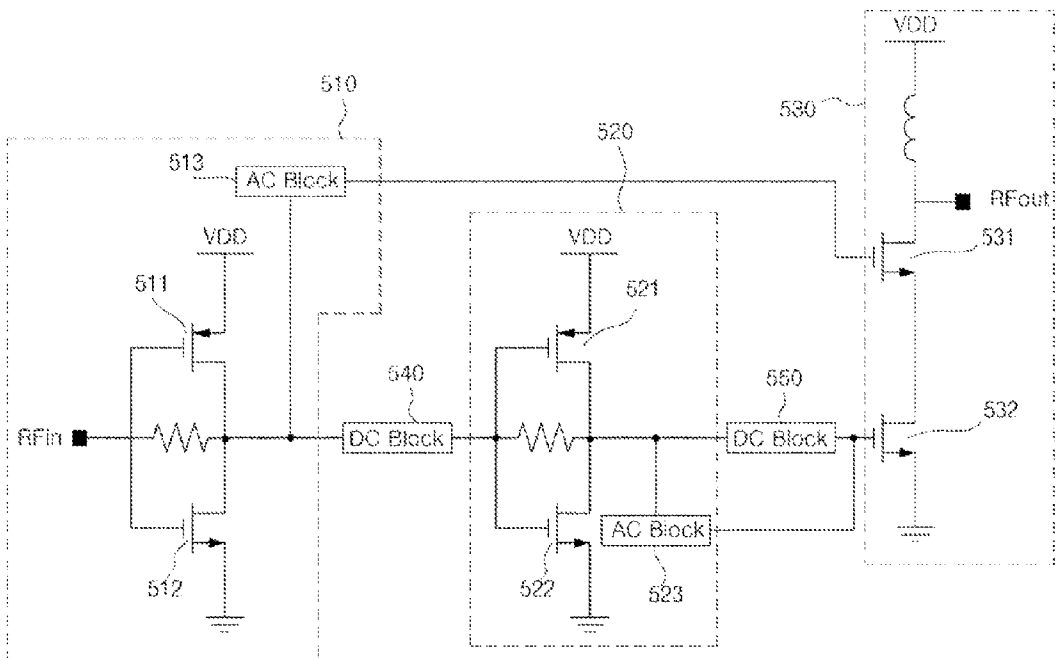 VDD
510
530
520
513
AC Block
RFout
VDD
VDD
531
511
521
540
550
532
RFin
DC Block
DC Block
AC Block
512
522
523